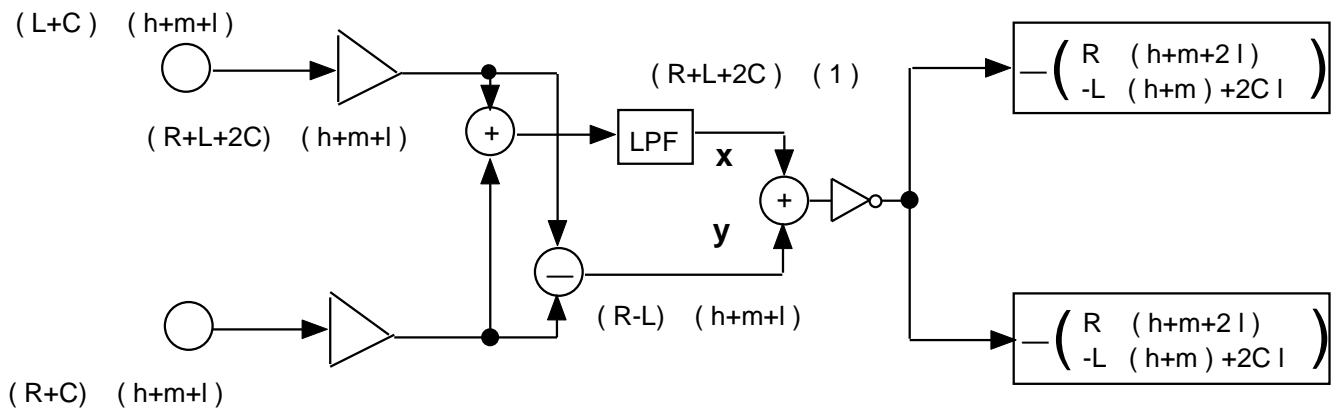 ( L+C ) ( h+m+l )
( R+L+2C ) ( 1 )
— ( R ( h+m+2 l )
-L ( h+m ) +2C l )
( R+L+2C) ( h+m+l )
+
LPF
x
+
y
—
( R-L) ( h+m+l )
— ( R ( h+m+2 l )
-L ( h+m ) +2C l )
( R+C) ( h+m+l )